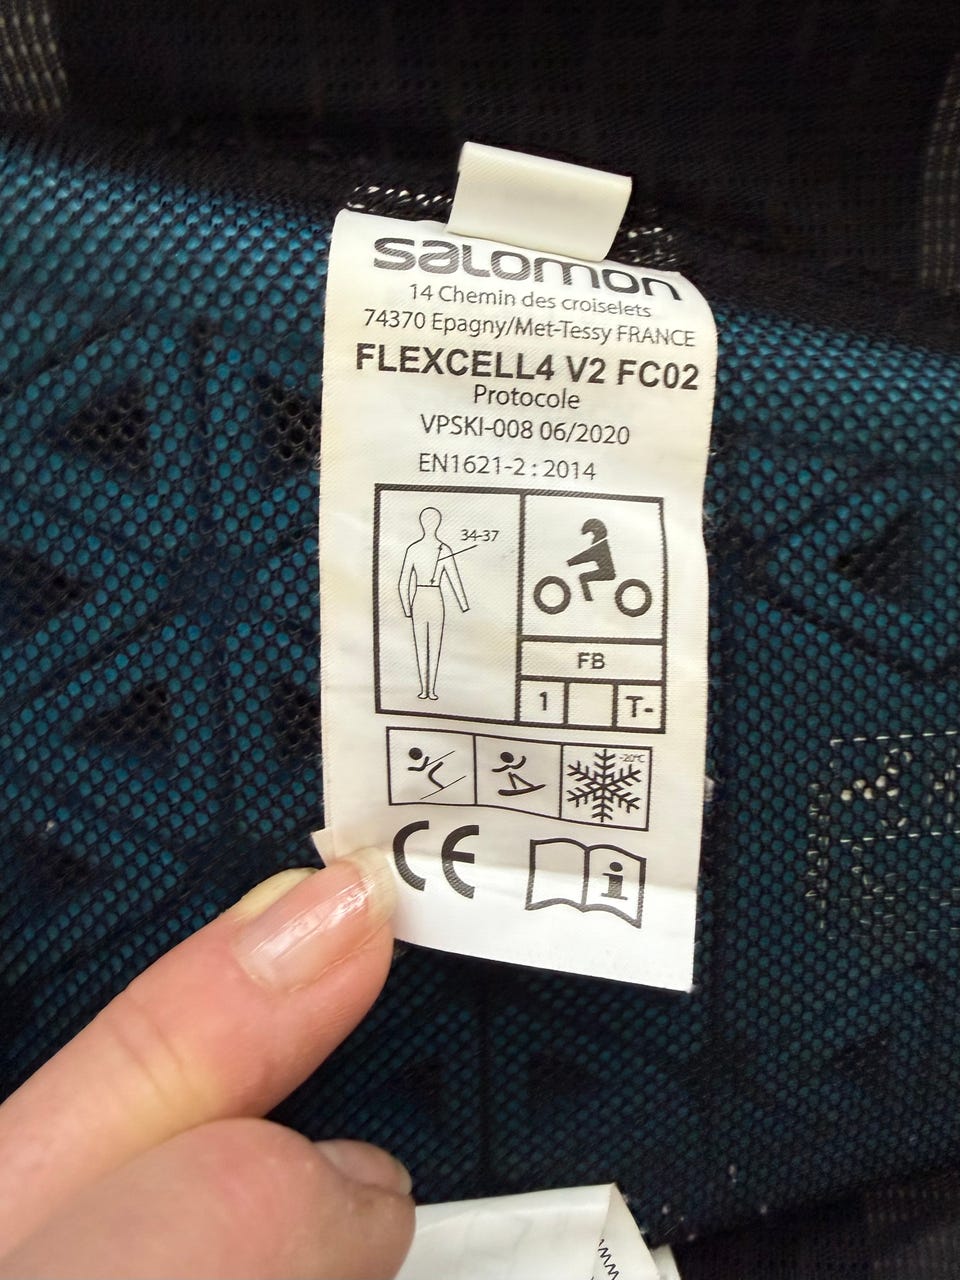 salomon
14 Chemin des croiselets
74370 Epagny/Met-Tessy FRANCE
FLEXCELL4 V2 FC02
Protocole
VPSKI-008 06/2020
EN1621-2 : 2014
34-37
FB
1 T-
-20°C
CE
i